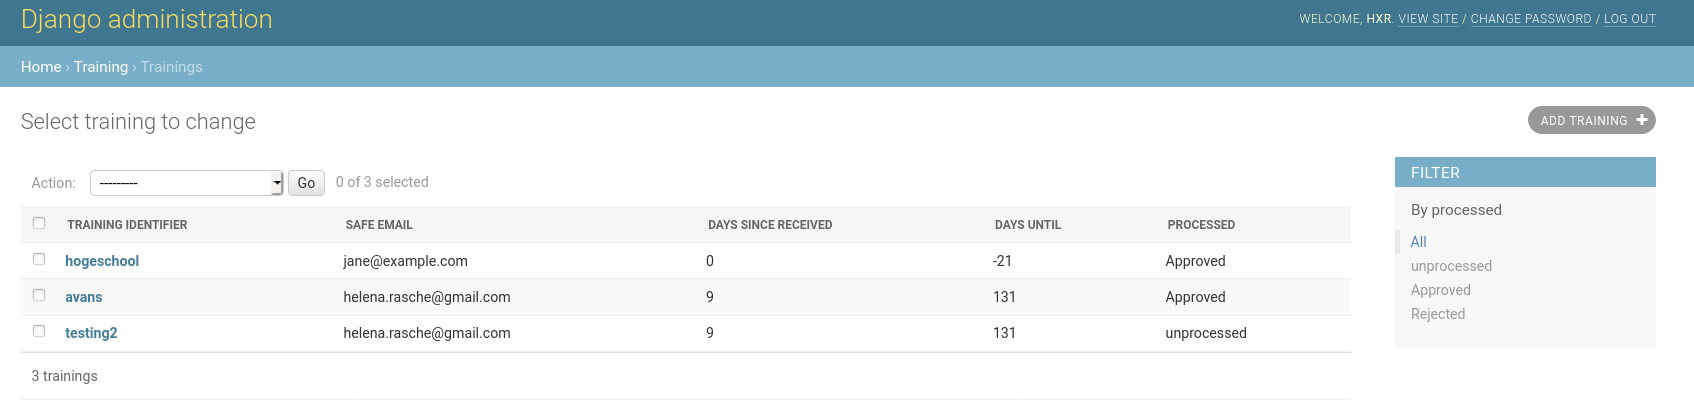 Django administration
WELCOME, HXR. VIEW SITE / CHANGE PASSWORD / LOG OUT
Home › Training › Trainings
Select training to change
ADD TRAINING +
Action: --------- Go 0 of 3 selected
TRAINING IDENTIFIER SAFE EMAIL DAYS SINCE RECEIVED DAYS UNTIL PROCESSED
hogeschool jane@example.com 0 -21 Approved
avans helena.rasche@gmail.com 9 131 Approved
testing2 helena.rasche@gmail.com 9 131 unprocessed
3 trainings
FILTER
By processed
All
unprocessed
Approved
Rejected